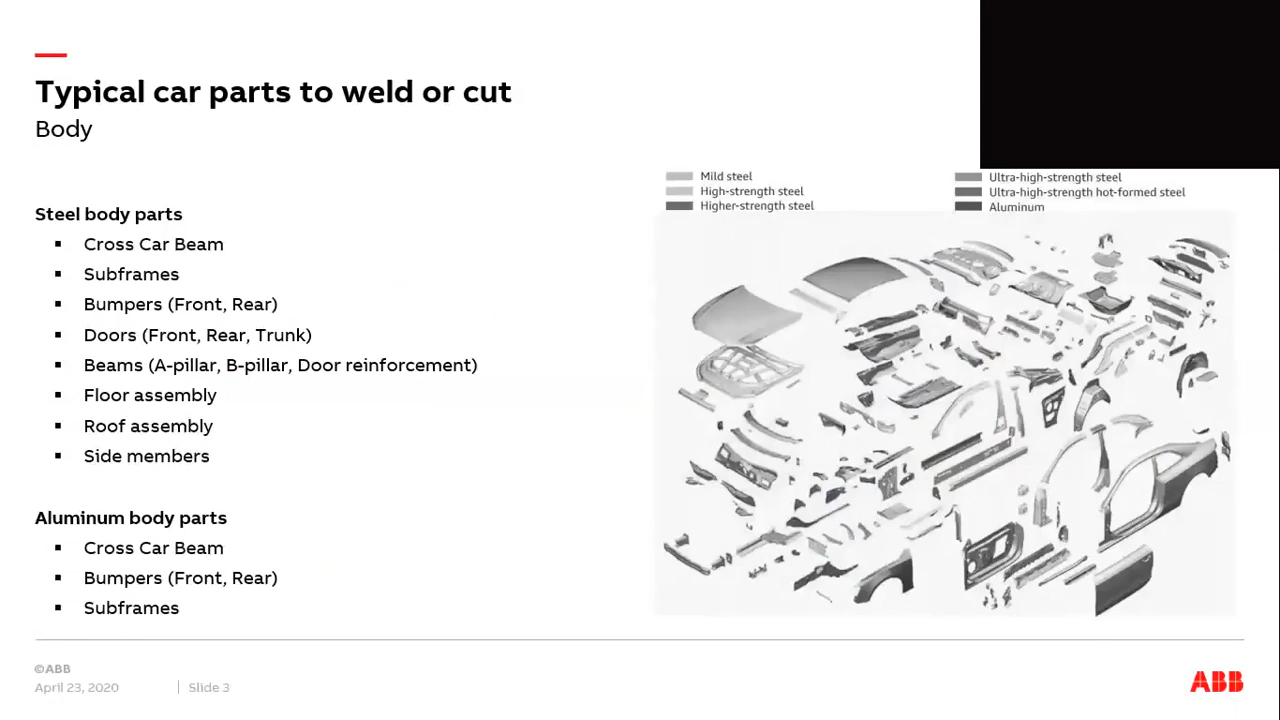 Typical car parts to weld or cut
Body
Mild steel
High-strength steel
Higher-strength steel
Ultra-high-strength steel
Ultra-high-strength hot-formed steel
Aluminum
Steel body parts
▪ Cross Car Beam
▪ Subframes
▪ Bumpers (Front, Rear)
▪ Doors (Front, Rear, Trunk)
▪ Beams (A-pillar, B-pillar, Door reinforcement)
▪ Floor assembly
▪ Roof assembly
▪ Side members
Aluminum body parts
▪ Cross Car Beam
▪ Bumpers (Front, Rear)
▪ Subframes
©ABB
April 23, 2020
Slide 3
ABB